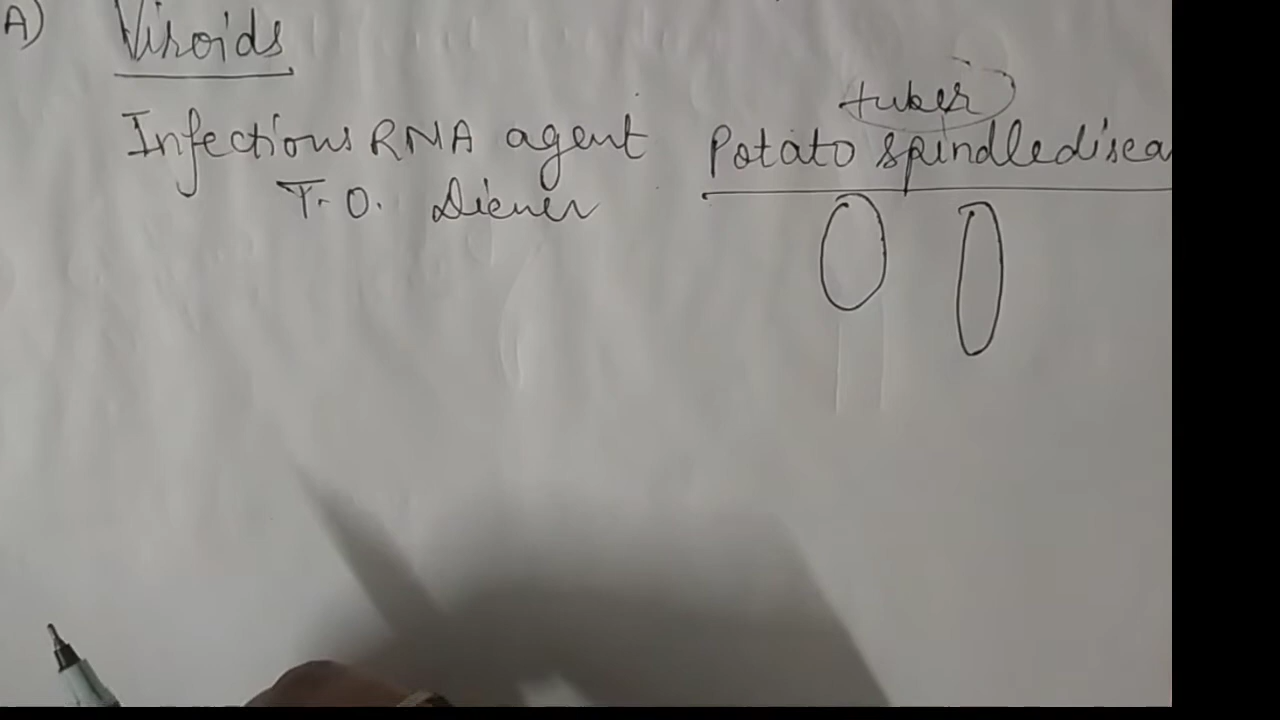 A) Viroids
tuber
Infectious RNA agent Potato spindle disea
T.O. Diener